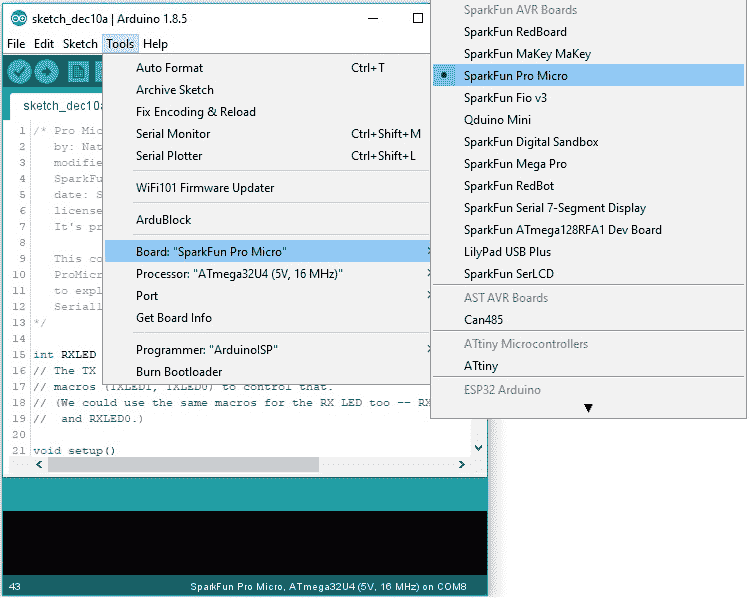 sketch_dec10a | Arduino 1.8.5
File Edit Sketch Tools Help
sketch_dec10a
Auto Format Ctrl+T
Archive Sketch
Fix Encoding & Reload
Serial Monitor Ctrl+Shift+M
Serial Plotter Ctrl+Shift+L
WiFi101 Firmware Updater
ArduBlock
Board: "SparkFun Pro Micro"
Processor: "ATmega32U4 (5V, 16 MHz)"
Port
Get Board Info
Programmer: "ArduinoISP"
Burn Bootloader
SparkFun AVR Boards
SparkFun RedBoard
SparkFun MaKey MaKey
SparkFun Pro Micro
SparkFun Fio v3
Qduino Mini
SparkFun Digital Sandbox
SparkFun Mega Pro
SparkFun RedBot
SparkFun Serial 7-Segment Display
SparkFun ATmega128RFA1 Dev Board
LilyPad USB Plus
SparkFun SerLCD
AST AVR Boards
Can485
ATtiny Microcontrollers
ATtiny
ESP32 Arduino
1 /* Pro Mic
2 by: Nat
3 modifie
4 SparkFu
5 date: S
6 license
7 It's pr
8
9 This co
10 ProMicr
11 to expl
12 Seriall
13 */
14
15 int RXLED
16 // The TX
17 // macros (TXLED1, TXLED0) to control that.
18 // (We could use the same macros for the RX LED too -- RX
19 // and RXLED0.)
20
21 void setup()
43 SparkFun Pro Micro, ATmega32U4 (5V, 16 MHz) on COM8